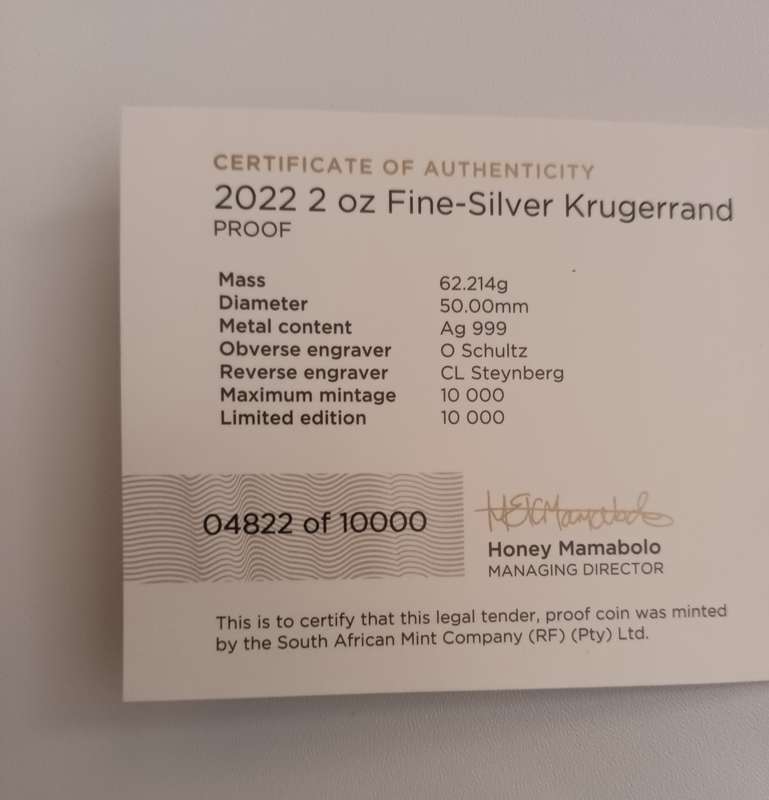 CERTIFICATE OF AUTHENTICITY
2022 2 oz Fine-Silver Krugerrand
PROOF
Mass 62.214g
Diameter 50.00mm
Metal content Ag 999
Obverse engraver O Schultz
Reverse engraver CL Steynberg
Maximum mintage 10 000
Limited edition 10 000
04822 of 10000
Honey Mamabolo
MANAGING DIRECTOR
This is to certify that this legal tender, proof coin was minted
by the South African Mint Company (RF) (Pty) Ltd.